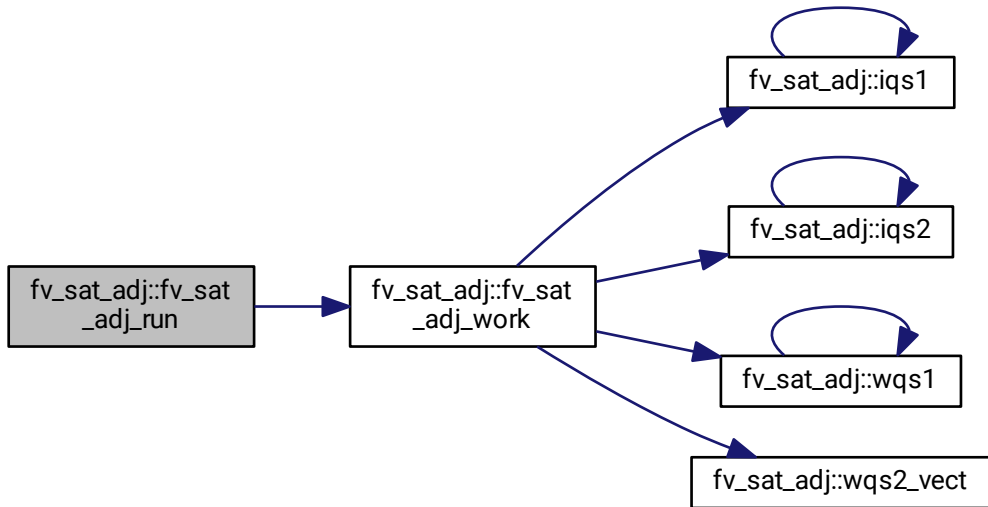 fv_sat_adj::fv_sat
_adj_run
fv_sat_adj::fv_sat
_adj_work
fv_sat_adj::iqs1
fv_sat_adj::iqs2
fv_sat_adj::wqs1
fv_sat_adj::wqs2_vect